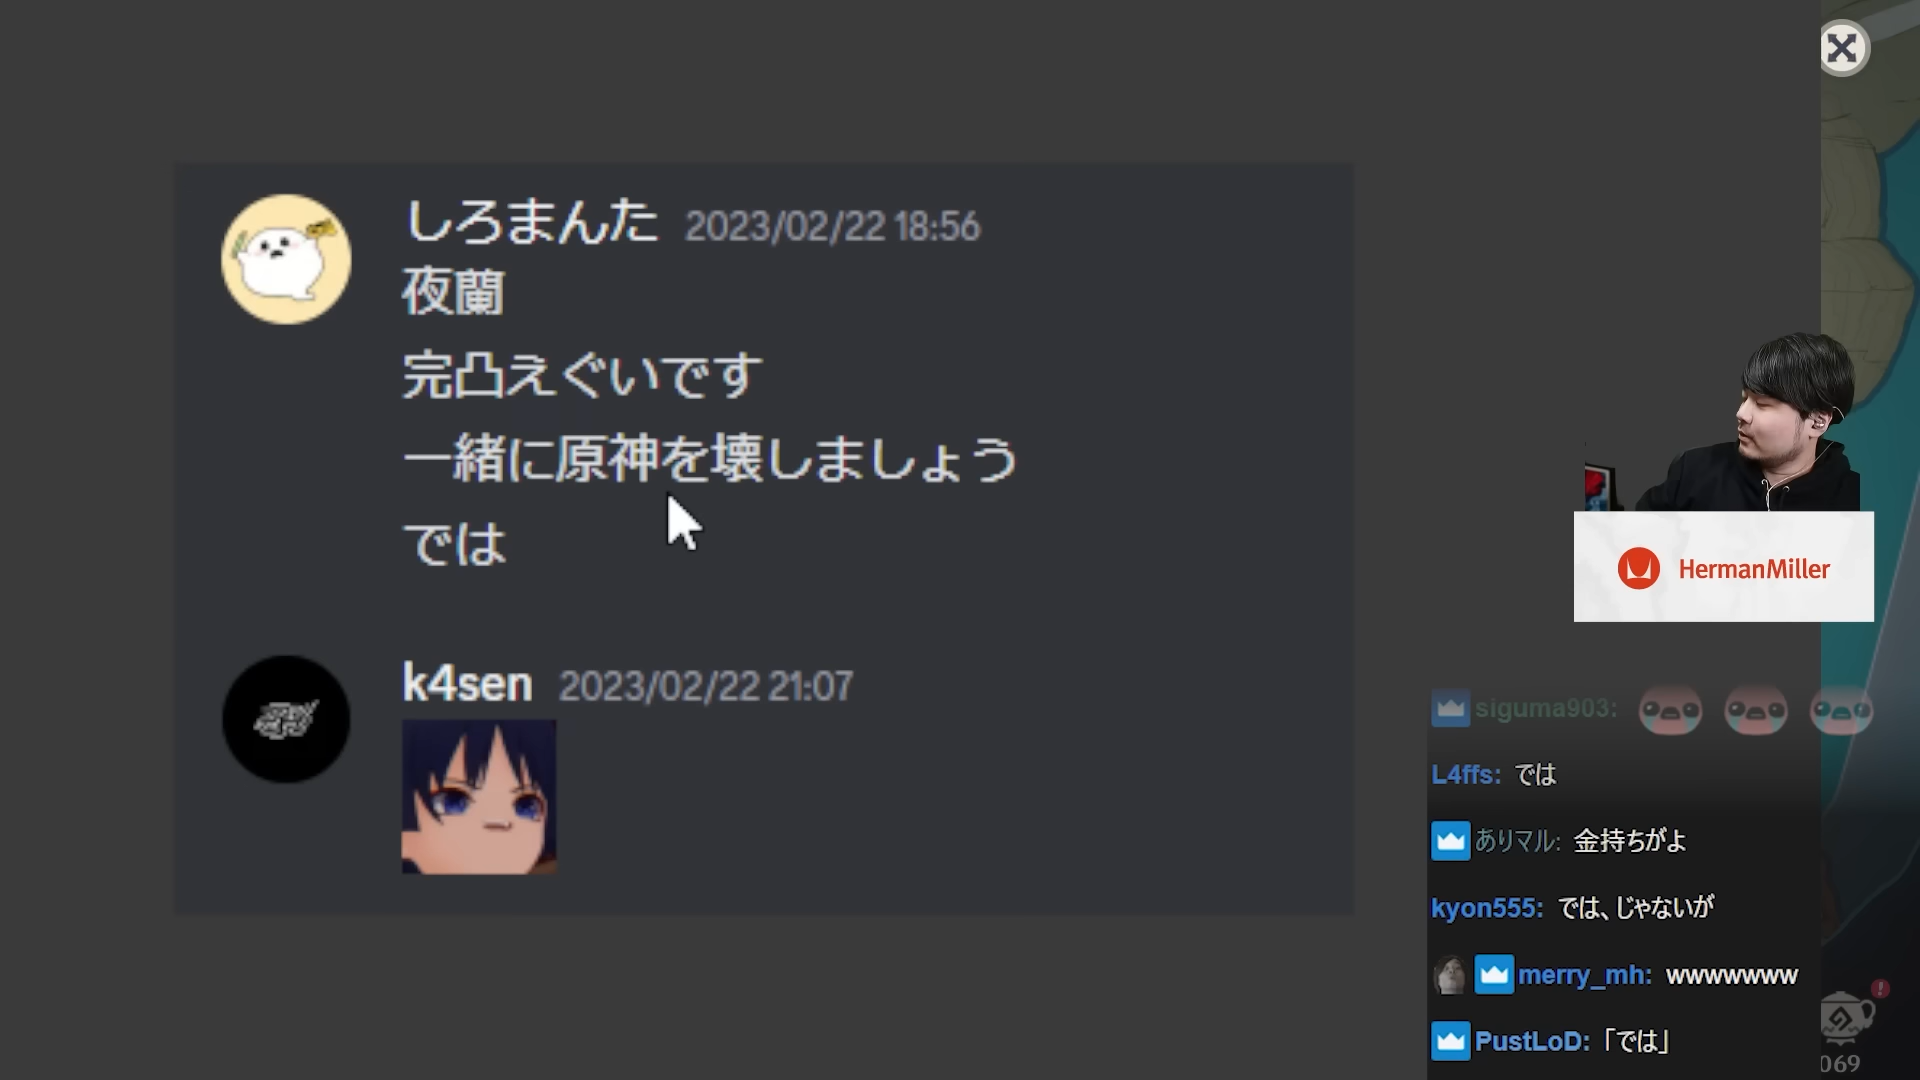 しろまんた 2023/02/22 18:56
夜蘭
完凸えぐいです
一緒に原神を壊しましょう
では
k4sen 2023/02/22 21:07
HermanMiller
siguma903:
L4ffs: では
ありマル: 金持ちがよ
kyon555: では、じゃないが
merry_mh: wwwwwww
PustLoD: 「では」
069